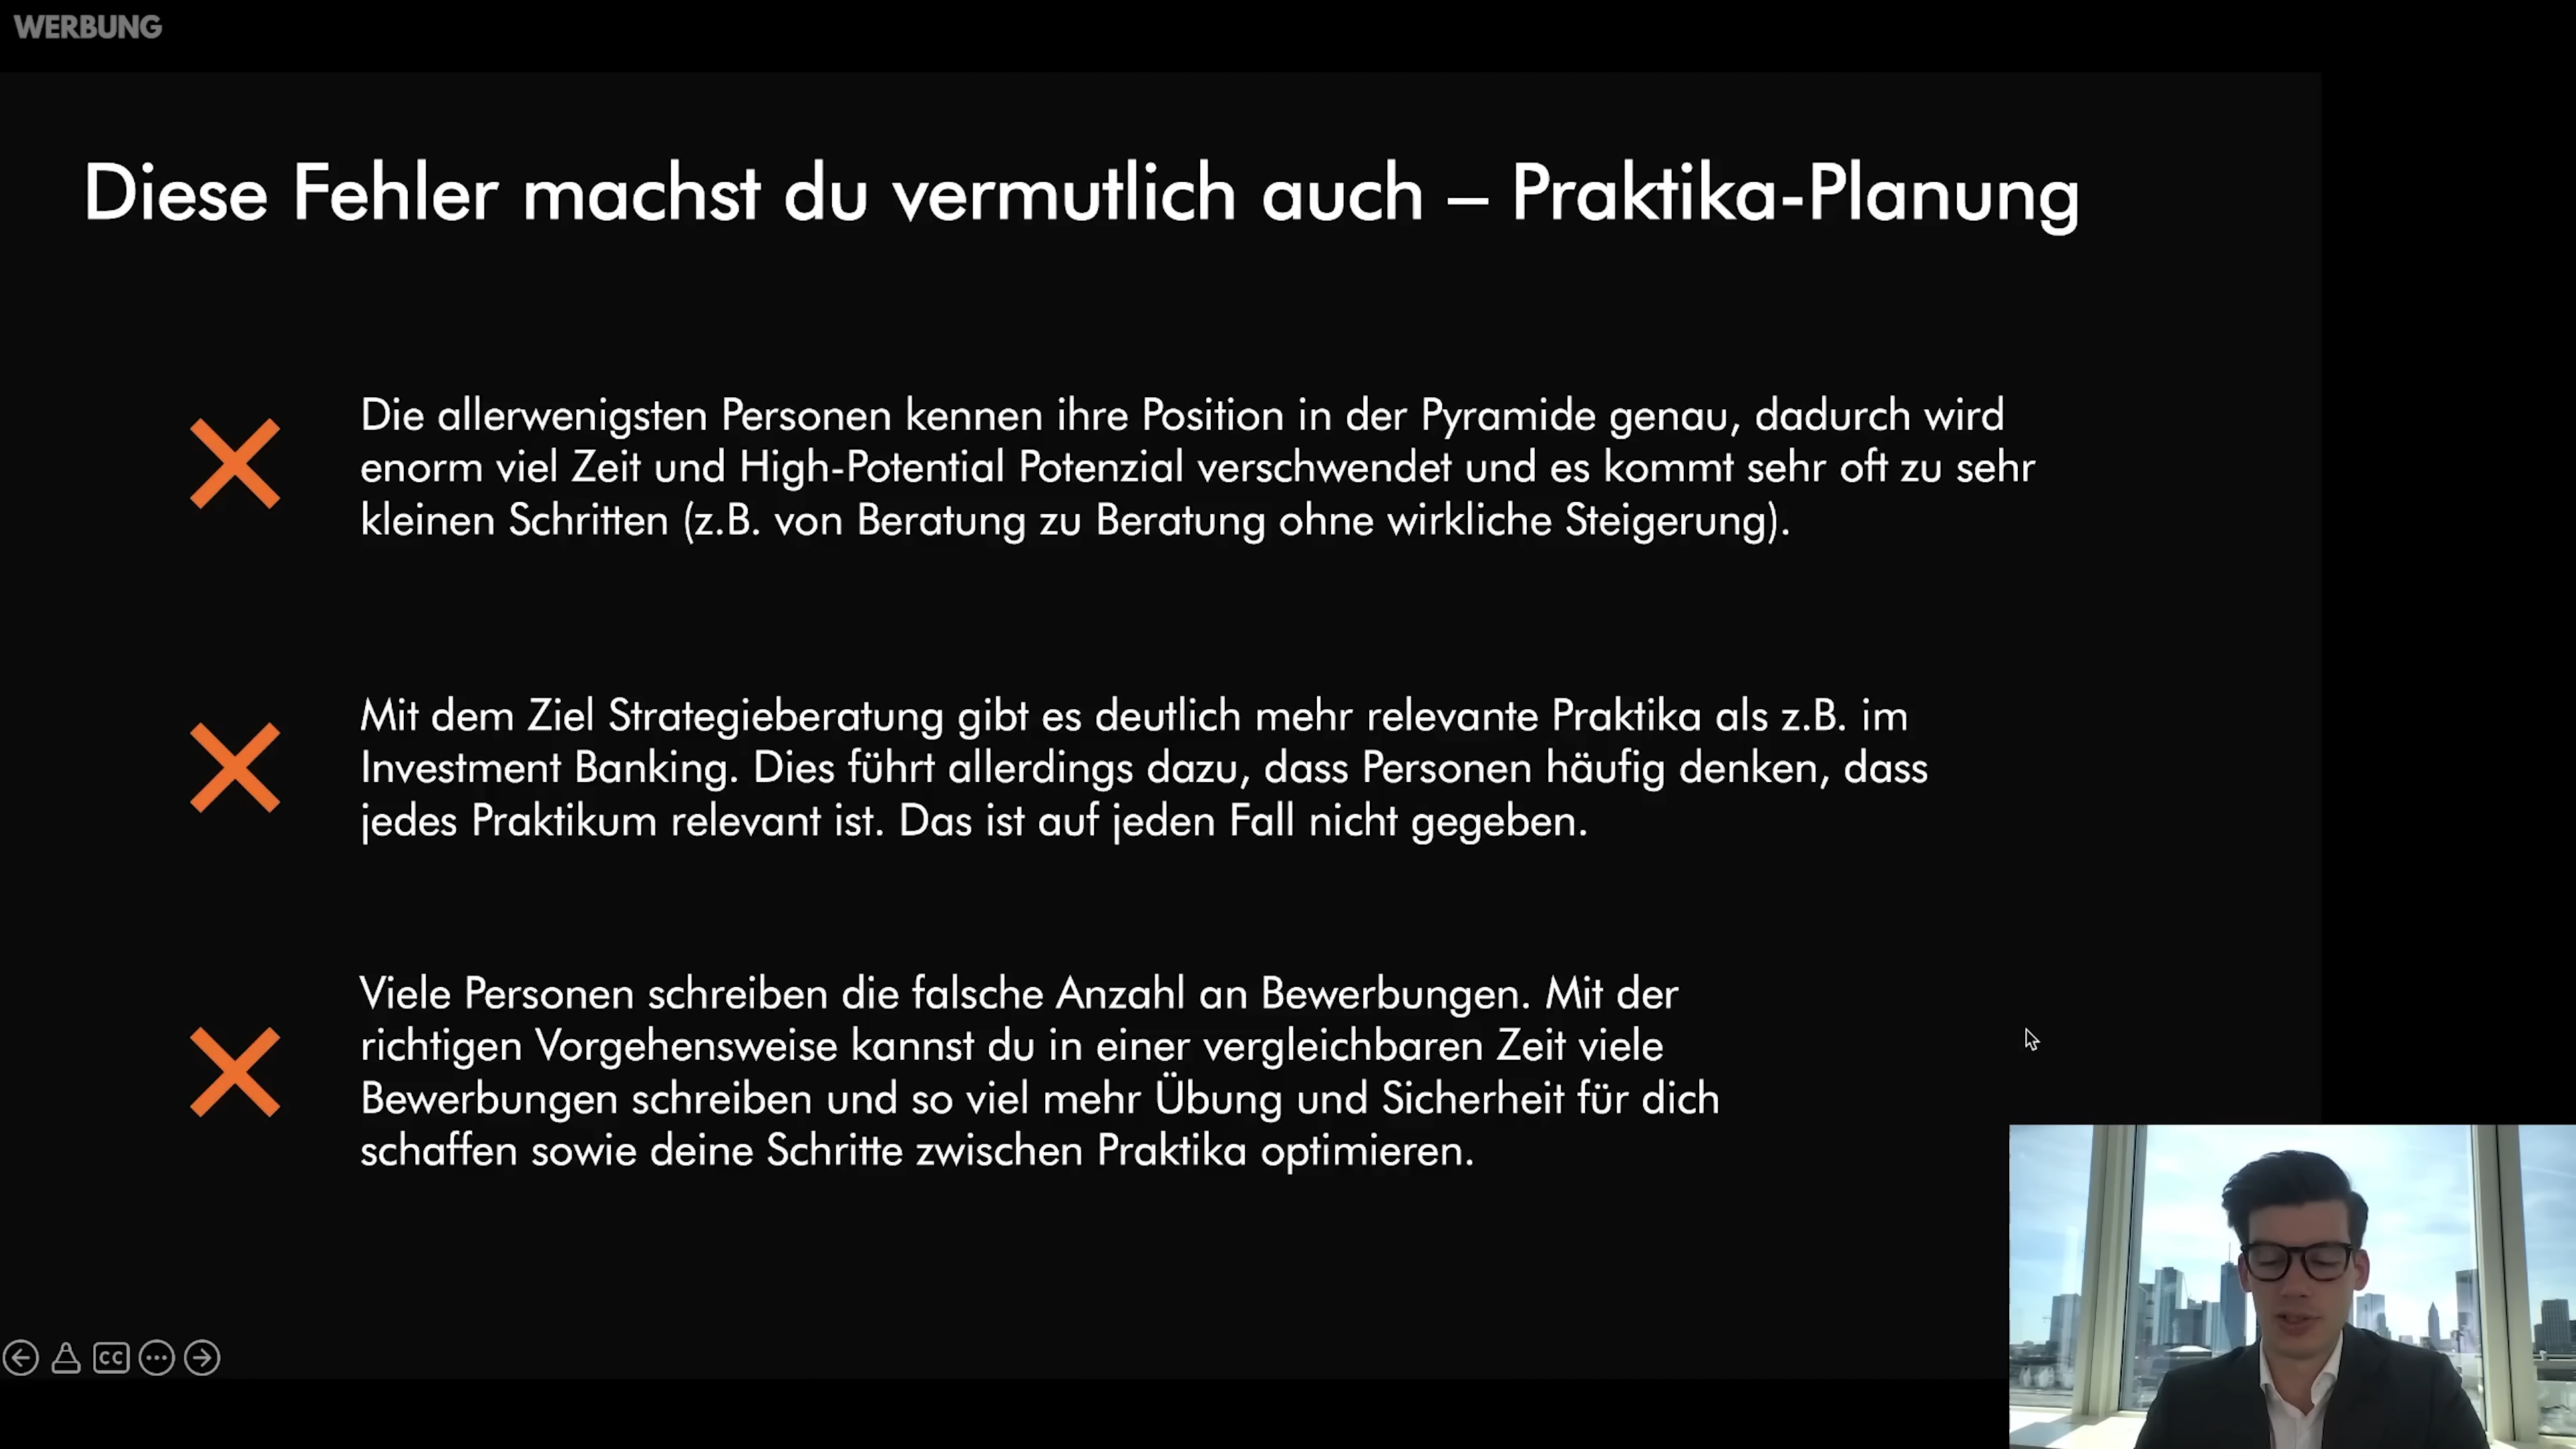 WERBUNG
Diese Fehler machst du vermutlich auch – Praktika-Planung
Die allerwenigsten Personen kennen ihre Position in der Pyramide genau, dadurch wird
enorm viel Zeit und High-Potential Potenzial verschwendet und es kommt sehr oft zu sehr
kleinen Schritten (z.B. von Beratung zu Beratung ohne wirkliche Steigerung).
Mit dem Ziel Strategieberatung gibt es deutlich mehr relevante Praktika als z.B. im
Investment Banking. Dies führt allerdings dazu, dass Personen häufig denken, dass
jedes Praktikum relevant ist. Das ist auf jeden Fall nicht gegeben.
Viele Personen schreiben die falsche Anzahl an Bewerbungen. Mit der
richtigen Vorgehensweise kannst du in einer vergleichbaren Zeit viele
Bewerbungen schreiben und so viel mehr Übung und Sicherheit für dich
schaffen sowie deine Schritte zwischen Praktika optimieren.
CC